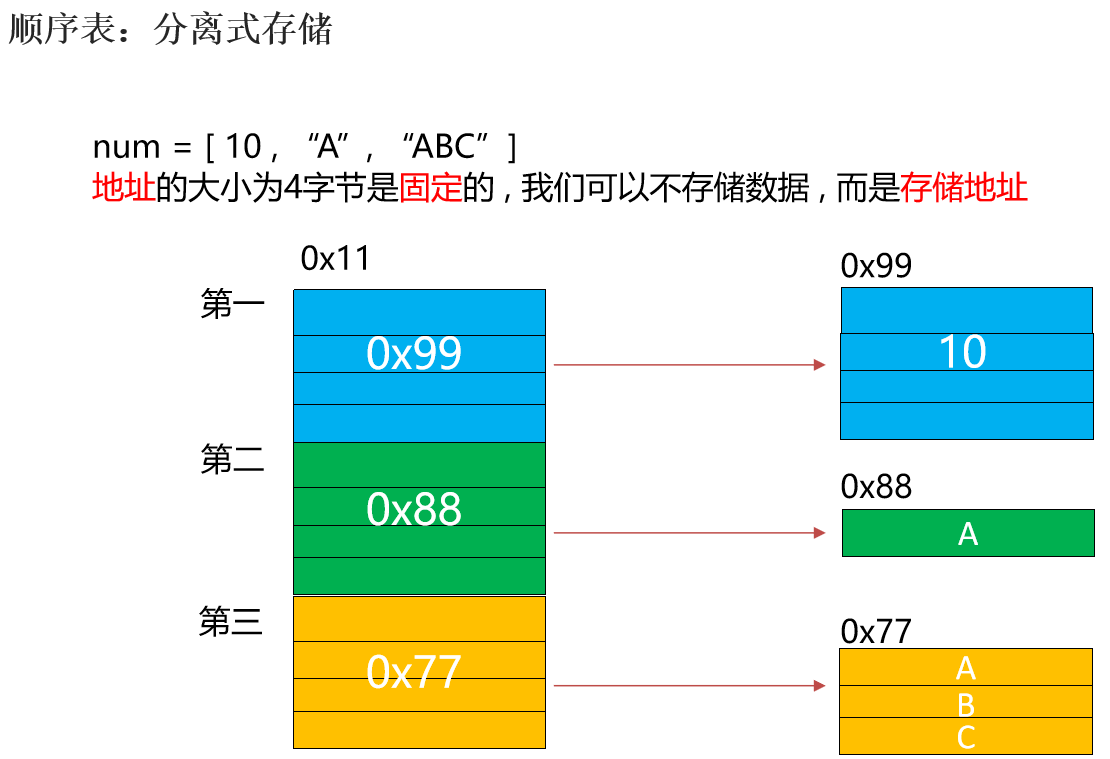 顺序表：分离式存储
num = [ 10 , “A” , “ABC” ]
地址的大小为4字节是固定的 , 我们可以不存储数据 , 而是存储地址
0x11
0x99
第一
0x99
10
第二
0x88
0x88
A
第三
0x77
0x77
A
B
C